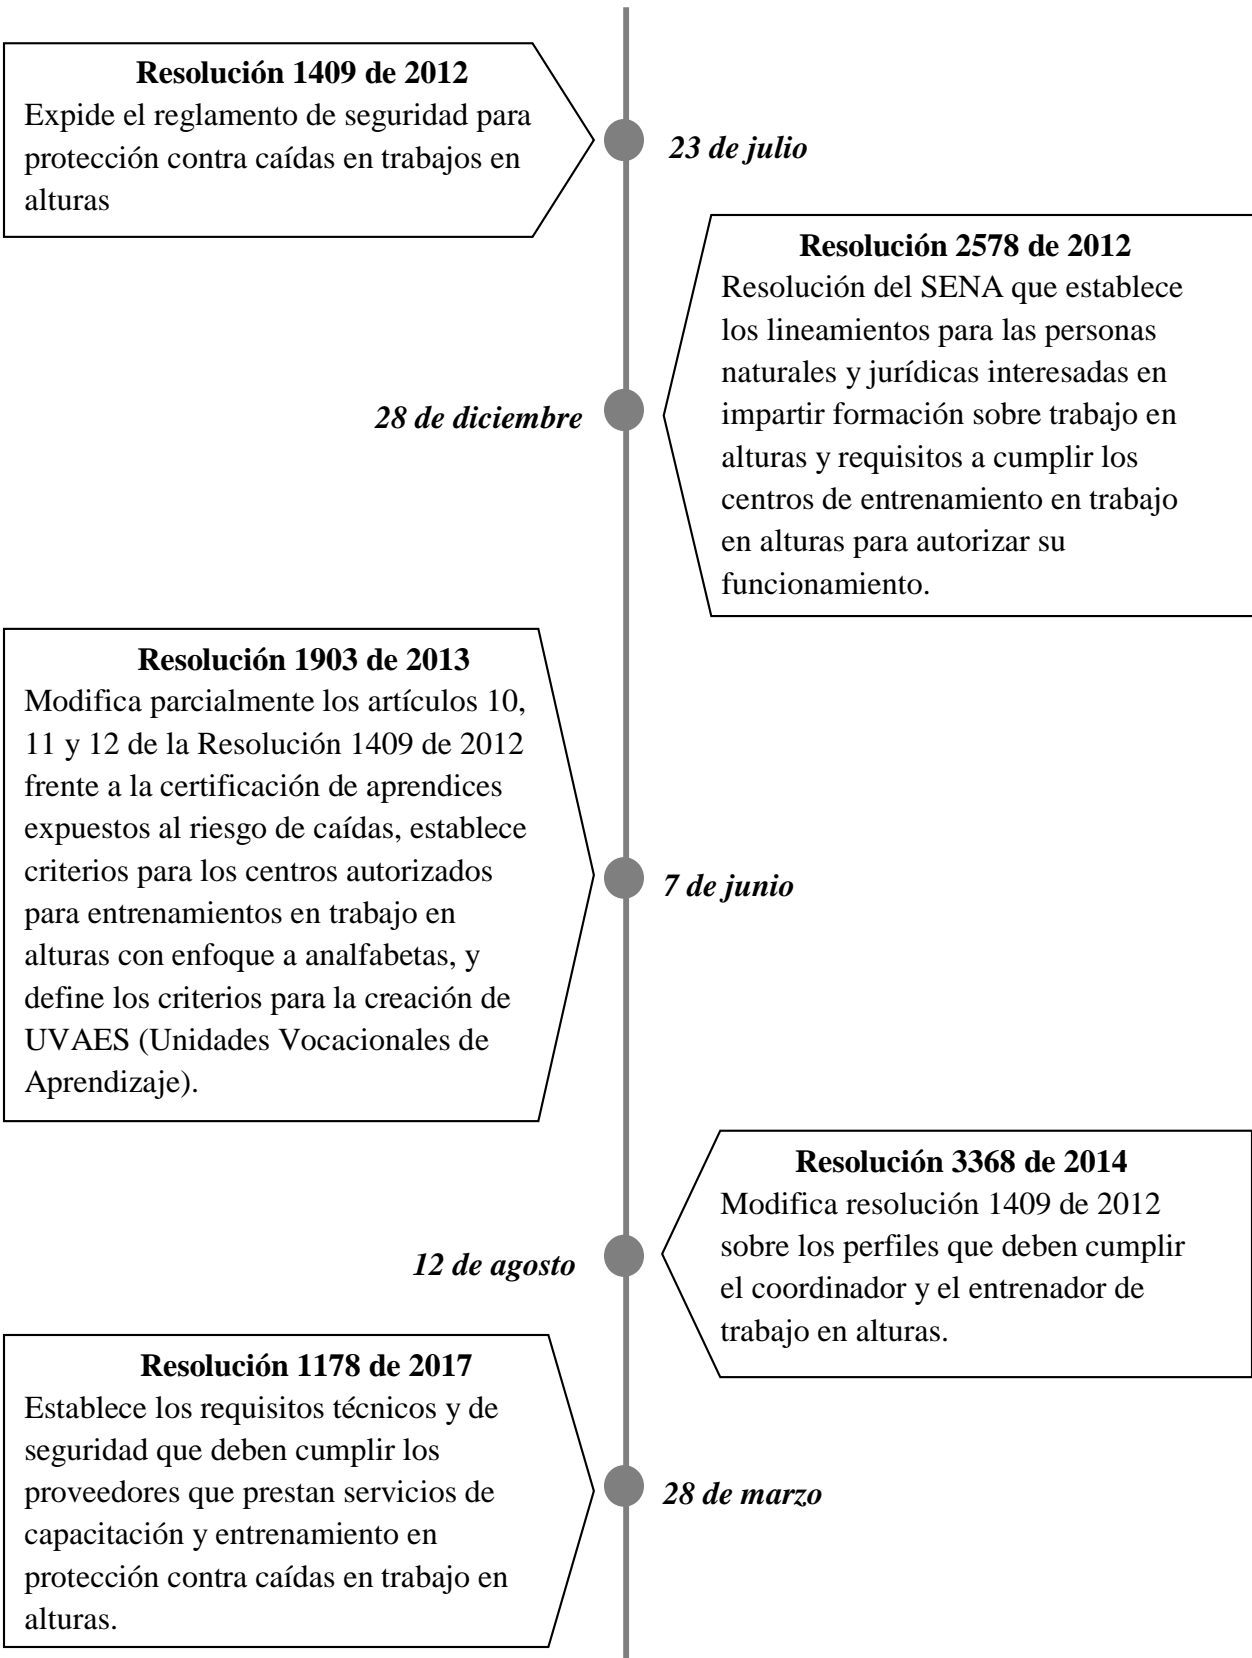 Resolución 1409 de 2012
Expide el reglamento de seguridad para
protección contra caídas en trabajos en
alturas
23 de julio
Resolución 2578 de 2012
Resolución del SENA que establece
los lineamientos para las personas
naturales y jurídicas interesadas en
impartir formación sobre trabajo en
alturas y requisitos a cumplir los
centros de entrenamiento en trabajo
en alturas para autorizar su
funcionamiento.
28 de diciembre
Resolución 1903 de 2013
Modifica parcialmente los artículos 10,
11 y 12 de la Resolución 1409 de 2012
frente a la certificación de aprendices
expuestos al riesgo de caídas, establece
criterios para los centros autorizados
para entrenamientos en trabajo en
alturas con enfoque a analfabetas, y
define los criterios para la creación de
UVAES (Unidades Vocacionales de
Aprendizaje).
7 de junio
Resolución 3368 de 2014
Modifica resolución 1409 de 2012
sobre los perfiles que deben cumplir
el coordinador y el entrenador de
trabajo en alturas.
12 de agosto
Resolución 1178 de 2017
Establece los requisitos técnicos y de
seguridad que deben cumplir los
proveedores que prestan servicios de
capacitación y entrenamiento en
protección contra caídas en trabajo en
alturas.
28 de marzo